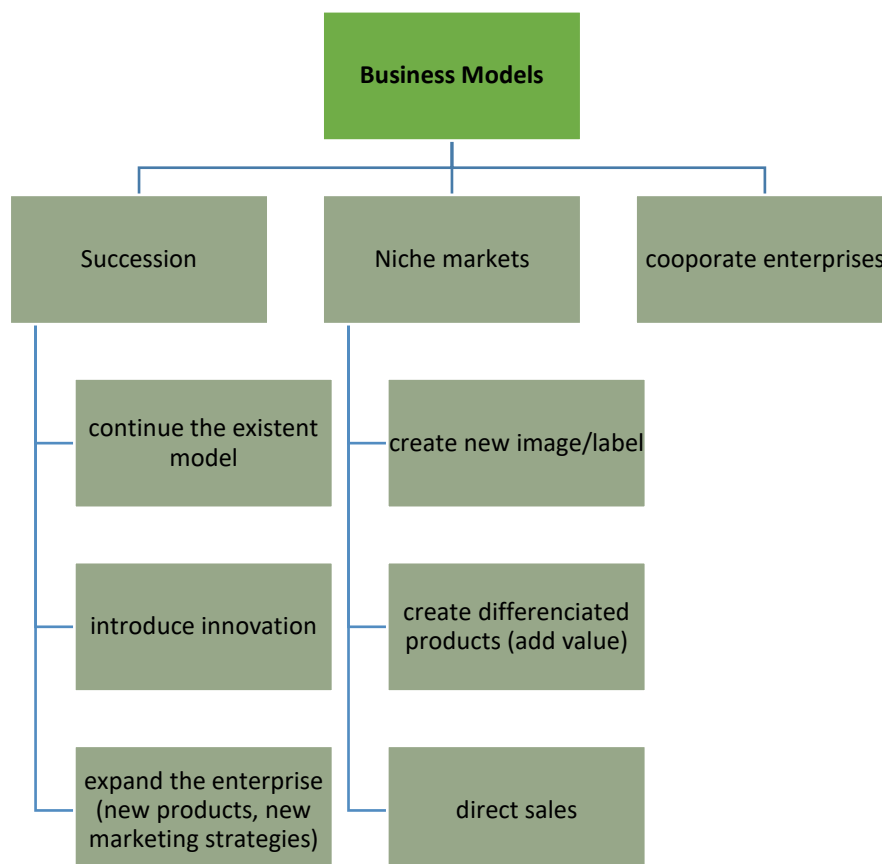 Business Models
Succession
Niche markets
cooporate enterprises
continue the existent
model
create new image/label
introduce innovation
create differenciated
products (add value)
expand the enterprise
(new products, new
marketing strategies)
direct sales